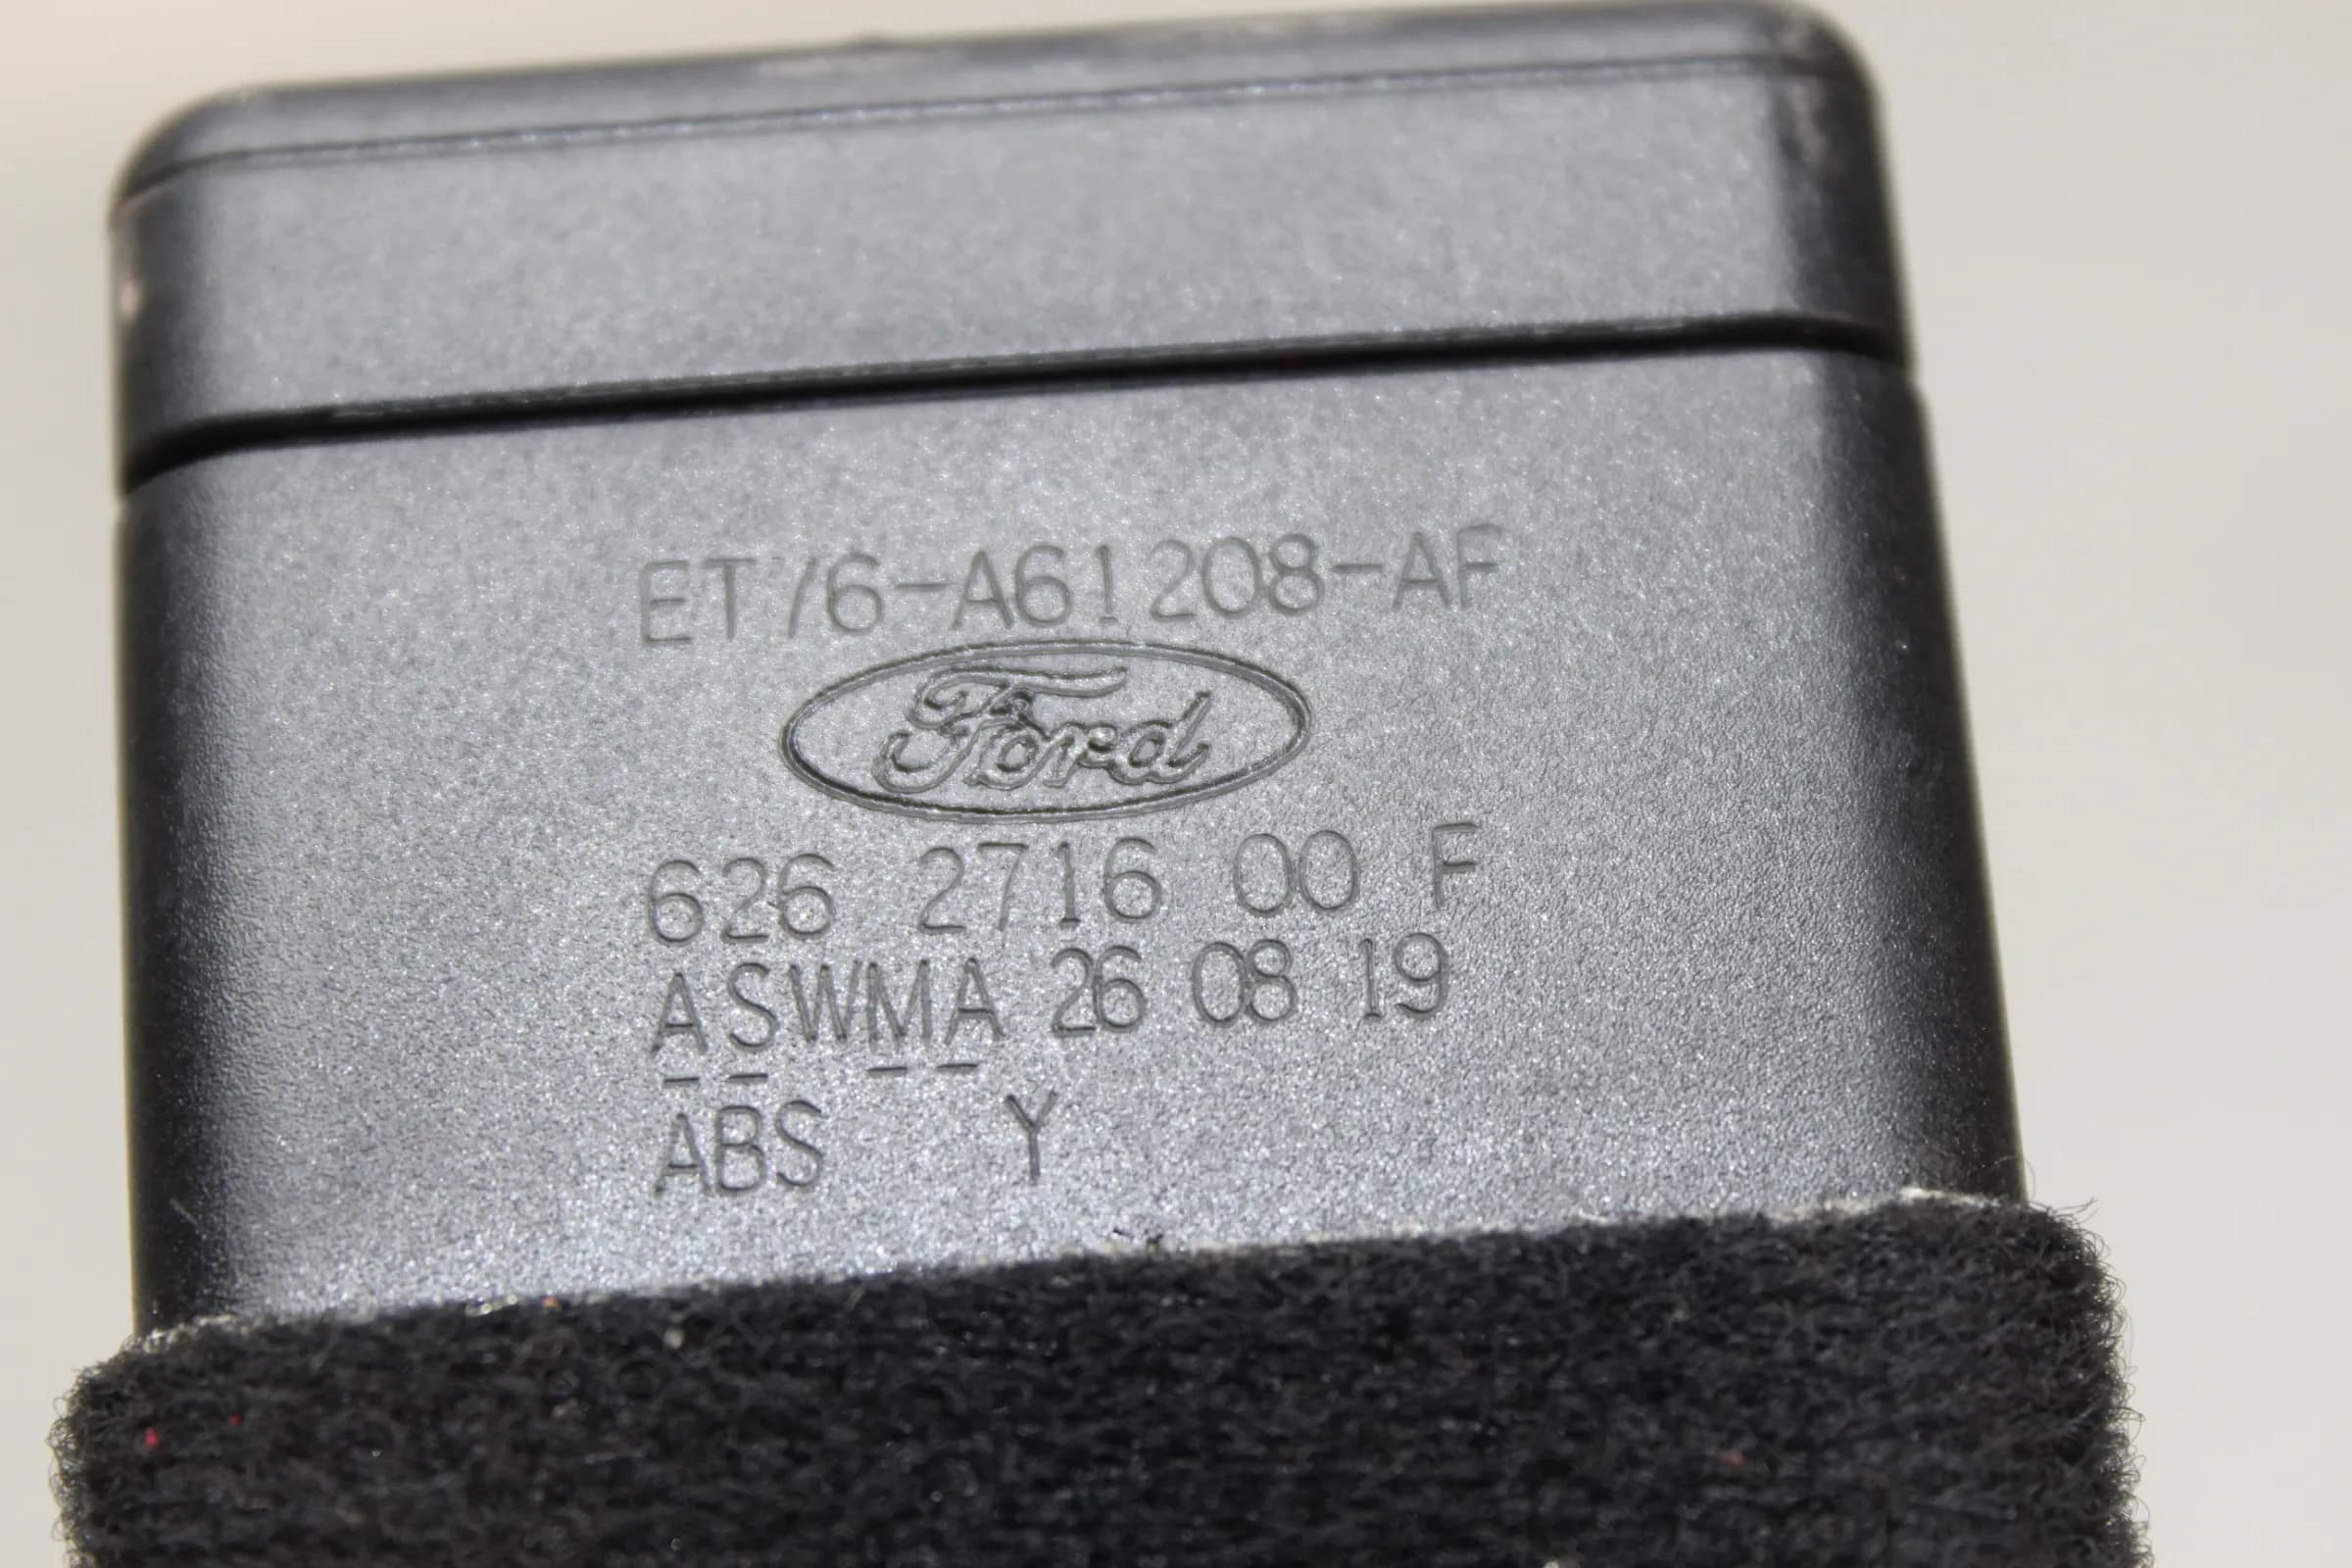 ET76-A61208-AF
Ford
626 2716 00 F
ASWMA 26 08 19
ABS Y